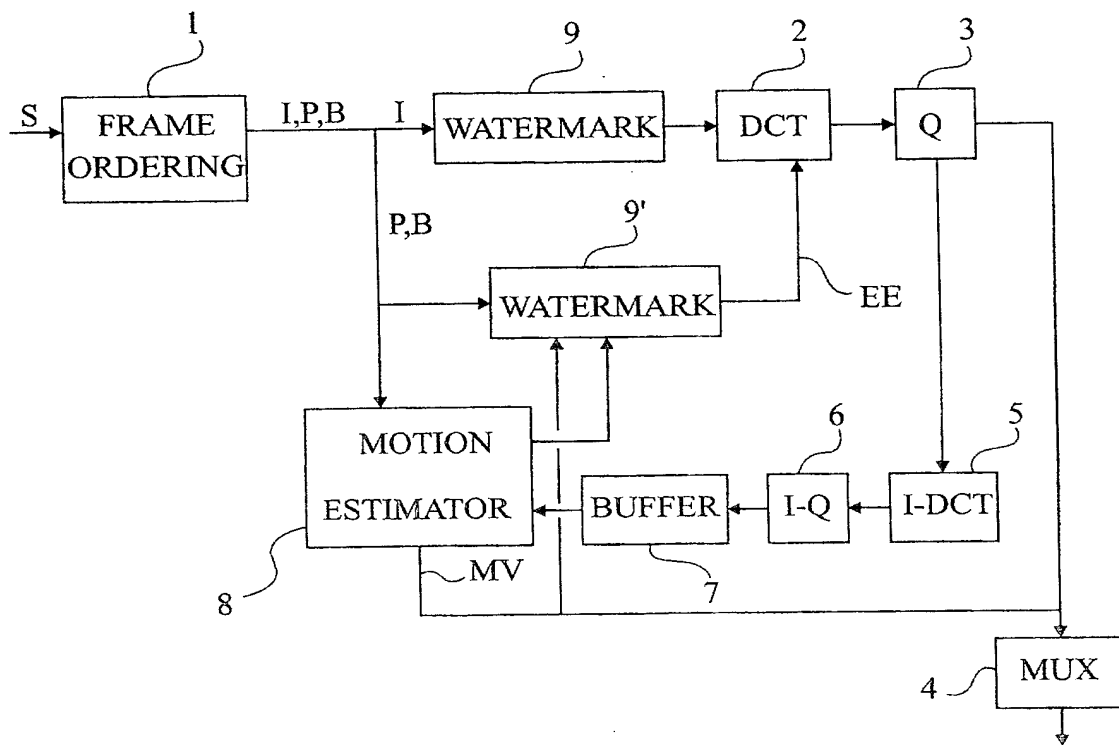 1
9
2
3
S
FRAME
ORDERING
I,P,B
I
WATERMARK
DCT
Q
P,B
9'
WATERMARK
EE
MOTION
ESTIMATOR
6
5
BUFFER
I-Q
I-DCT
MV
8
7
4
MUX